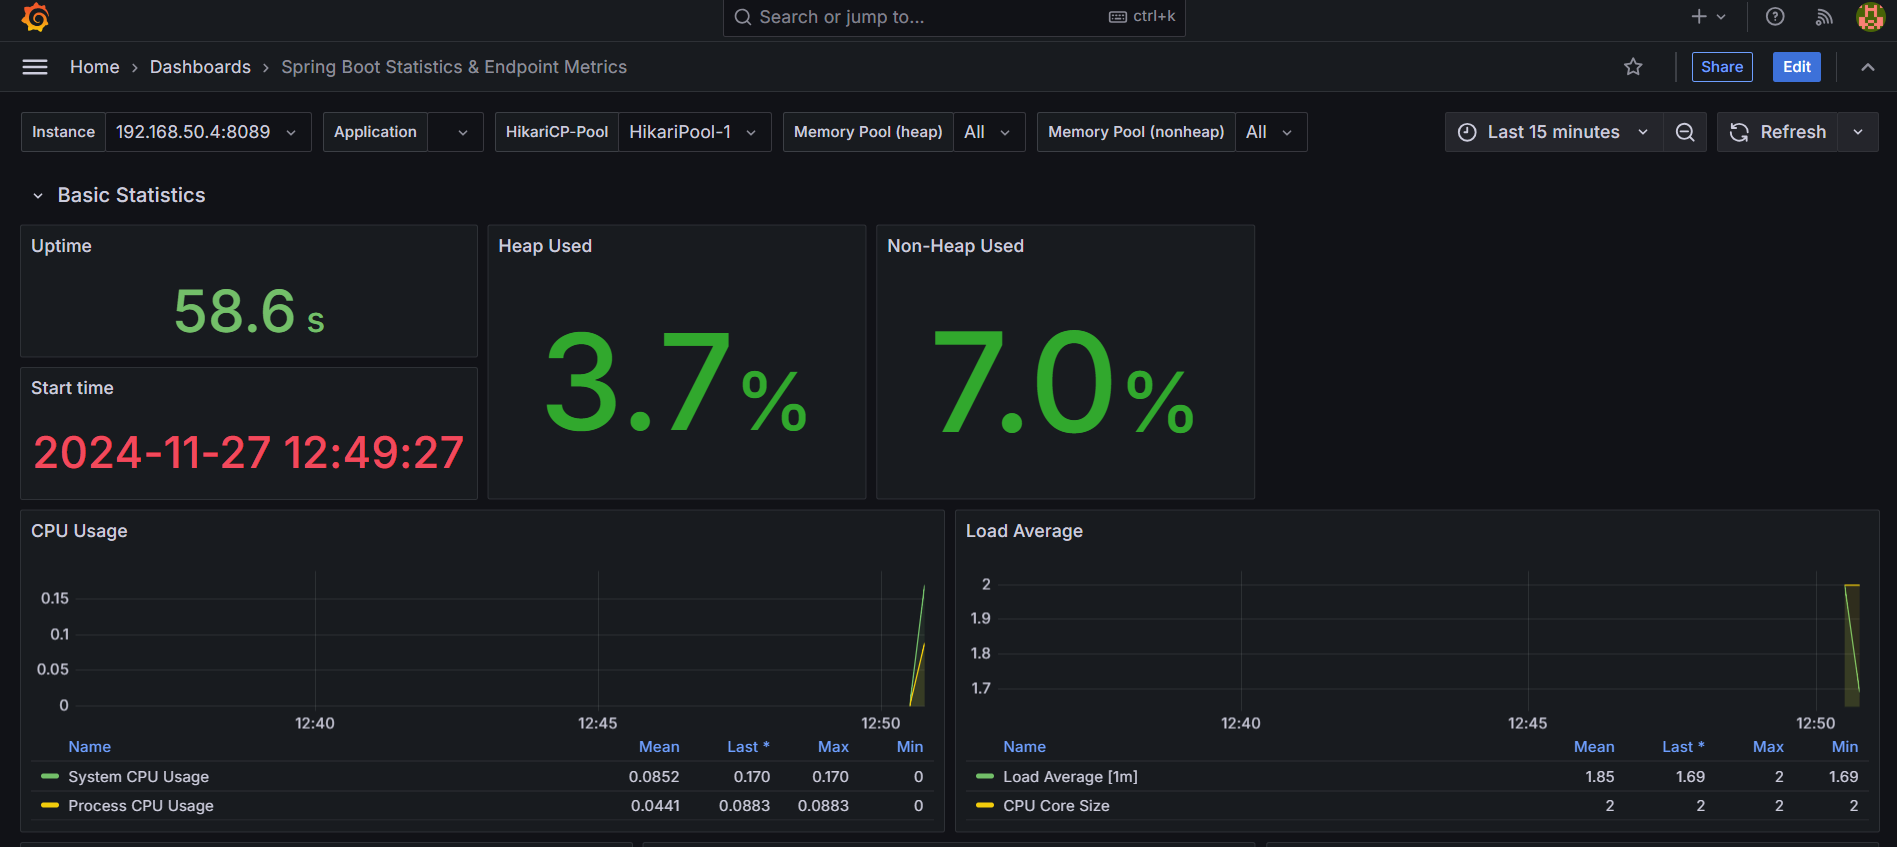 Search or jump to... ctrl+k
Home › Dashboards › Spring Boot Statistics & Endpoint Metrics
Share
Edit
Instance 192.168.50.4:8089 Application HikariCP-Pool HikariPool-1 Memory Pool (heap) All Memory Pool (nonheap) All Last 15 minutes Refresh
Basic Statistics
Uptime
58.6 s
Start time
2024-11-27 12:49:27
Heap Used
3.7%
Non-Heap Used
7.0%
CPU Usage
0.15
0.1
0.05
0
12:40 12:45 12:50
Name Mean Last * Max Min
System CPU Usage 0.0852 0.170 0.170 0
Process CPU Usage 0.0441 0.0883 0.0883 0
Load Average
2
1.9
1.8
1.7
12:40 12:45 12:50
Name Mean Last * Max Min
Load Average [1m] 1.85 1.69 2 1.69
CPU Core Size 2 2 2 2